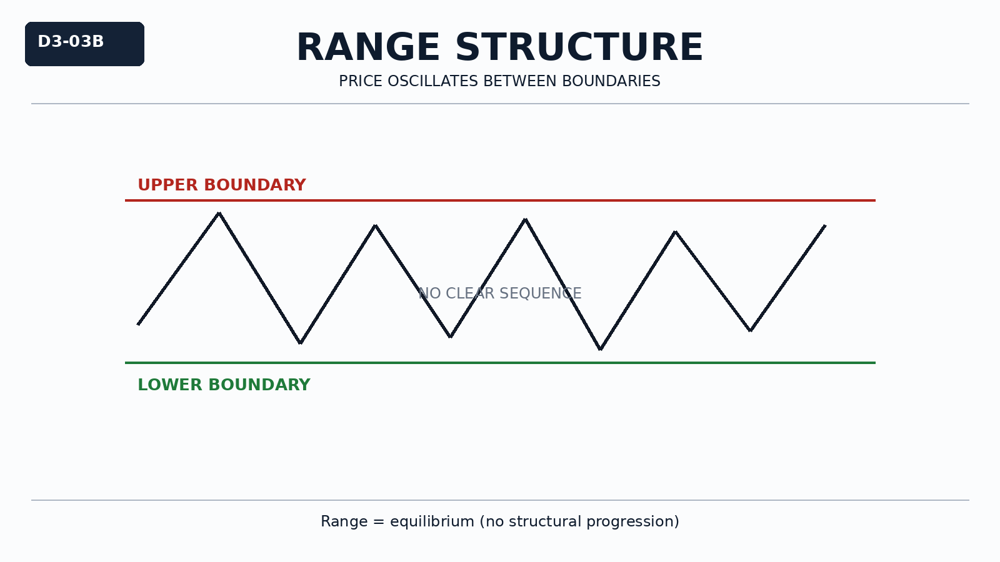 D3-03B
RANGE STRUCTURE
PRICE OSCILLATES BETWEEN BOUNDARIES
UPPER BOUNDARY
NO CLEAR SEQUENCE
LOWER BOUNDARY
Range = equilibrium (no structural progression)